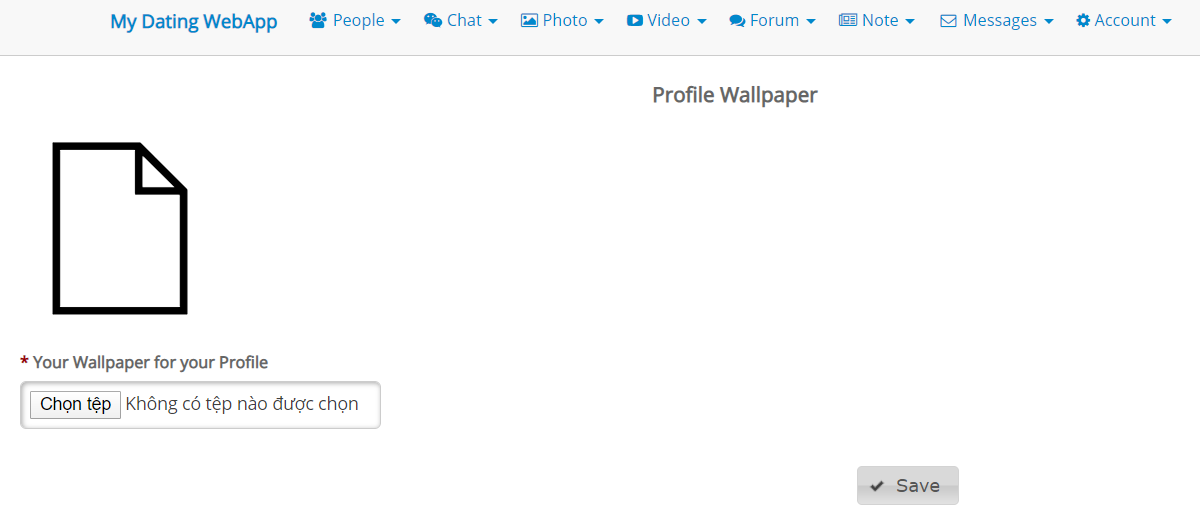 My Dating WebApp People Chat Photo Video Forum Note Messages Account
Profile Wallpaper
* Your Wallpaper for your Profile
Chọn tệp Không có tệp nào được chọn
Save